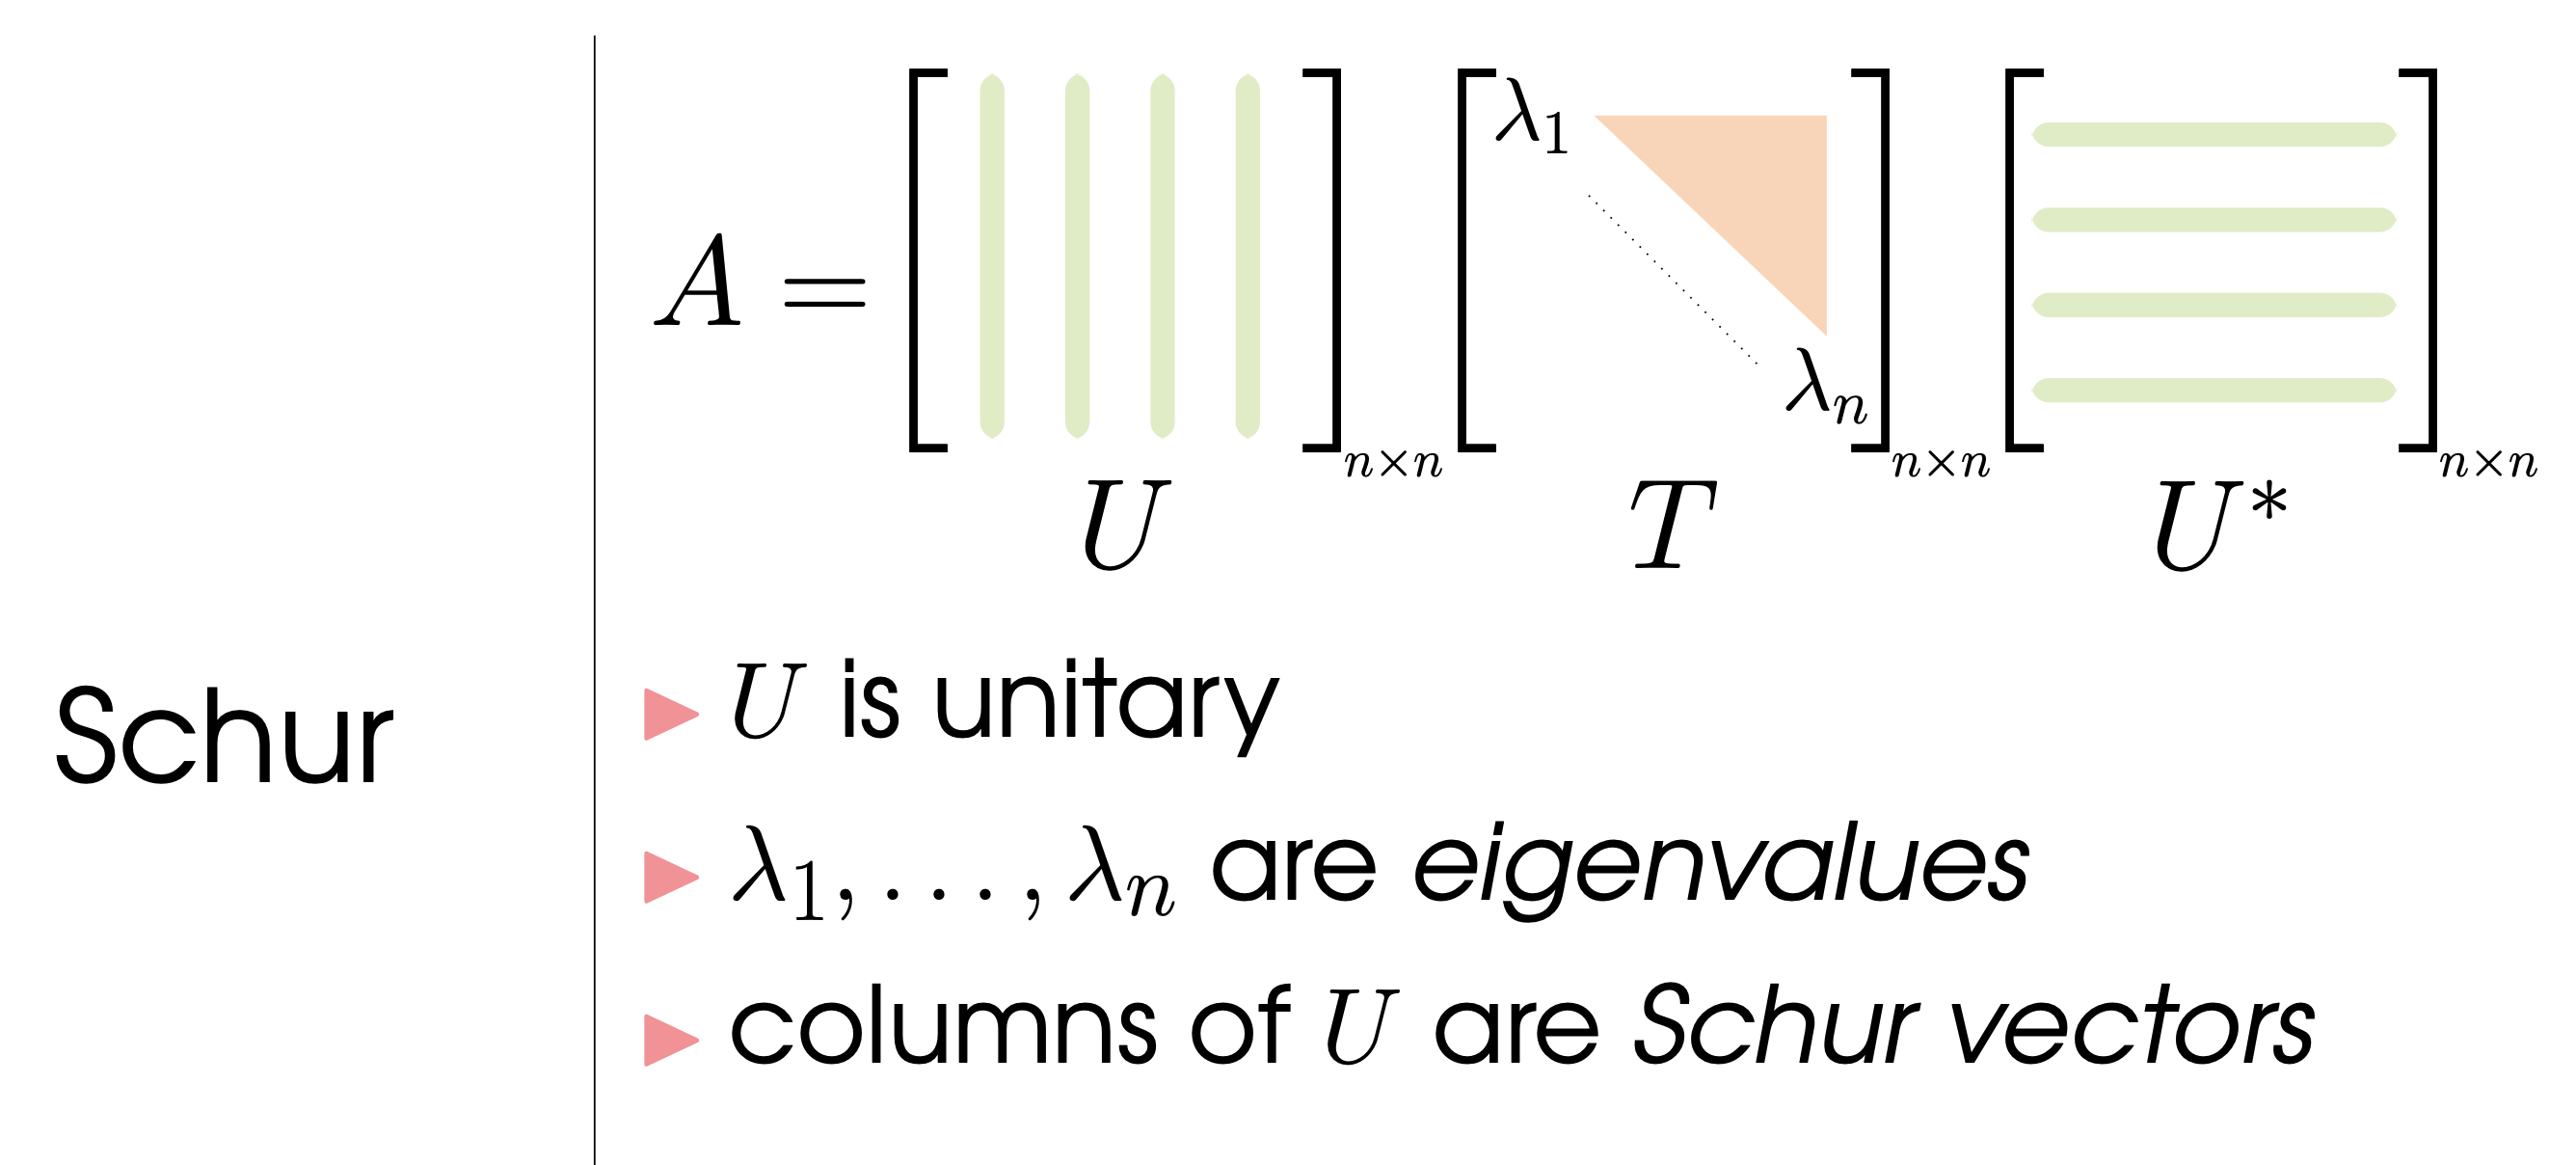 A = [ ]n×n [λ1 λn]n×n [ ]n×n
U T U*
Schur
U is unitary
λ1, . . . , λn are eigenvalues
columns of U are Schur vectors